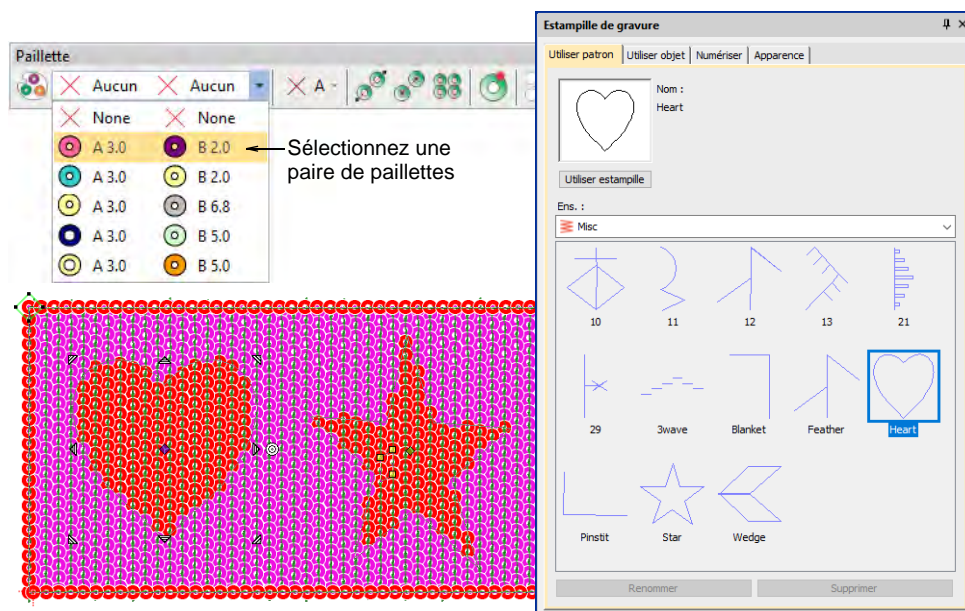 Paillette
Aucun Aucun A
None None
A 3.0 B 2.0
A 3.0 B 2.0
A 3.0 B 6.8
A 3.0 B 5.0
A 3.0 B 5.0
Sélectionnez une
paire de paillettes
Estampille de gravure
Utiliser patron Utiliser objet Numériser Apparence
Nom :
Heart
Utiliser estampille
Ens. :
Misc
10 11 12 13 21
29 3wave Blanket Feather Heart
Pinstit Star Wedge
Renommer Supprimer